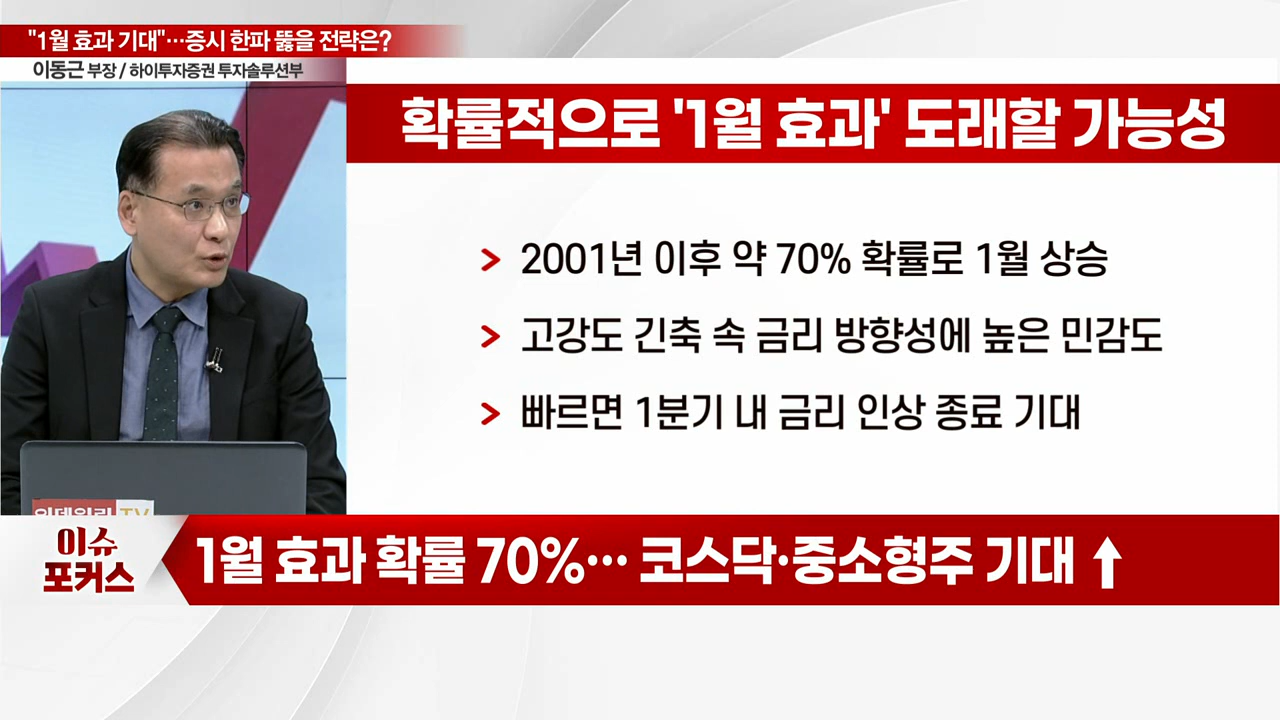 "1월 효과 기대"…증시 한파 뚫을 전략은?
이동근 부장 / 하이투자증권 투자솔루션부
확률적으로 '1월 효과' 도래할 가능성
> 2001년 이후 약 70% 확률로 1월 상승
> 고강도 긴축 속 금리 방향성에 높은 민감도
> 빠르면 1분기 내 금리 인상 종료 기대
이데일리 TV
이슈
포커스
1월 효과 확률 70%… 코스닥·중소형주 기대 ↑